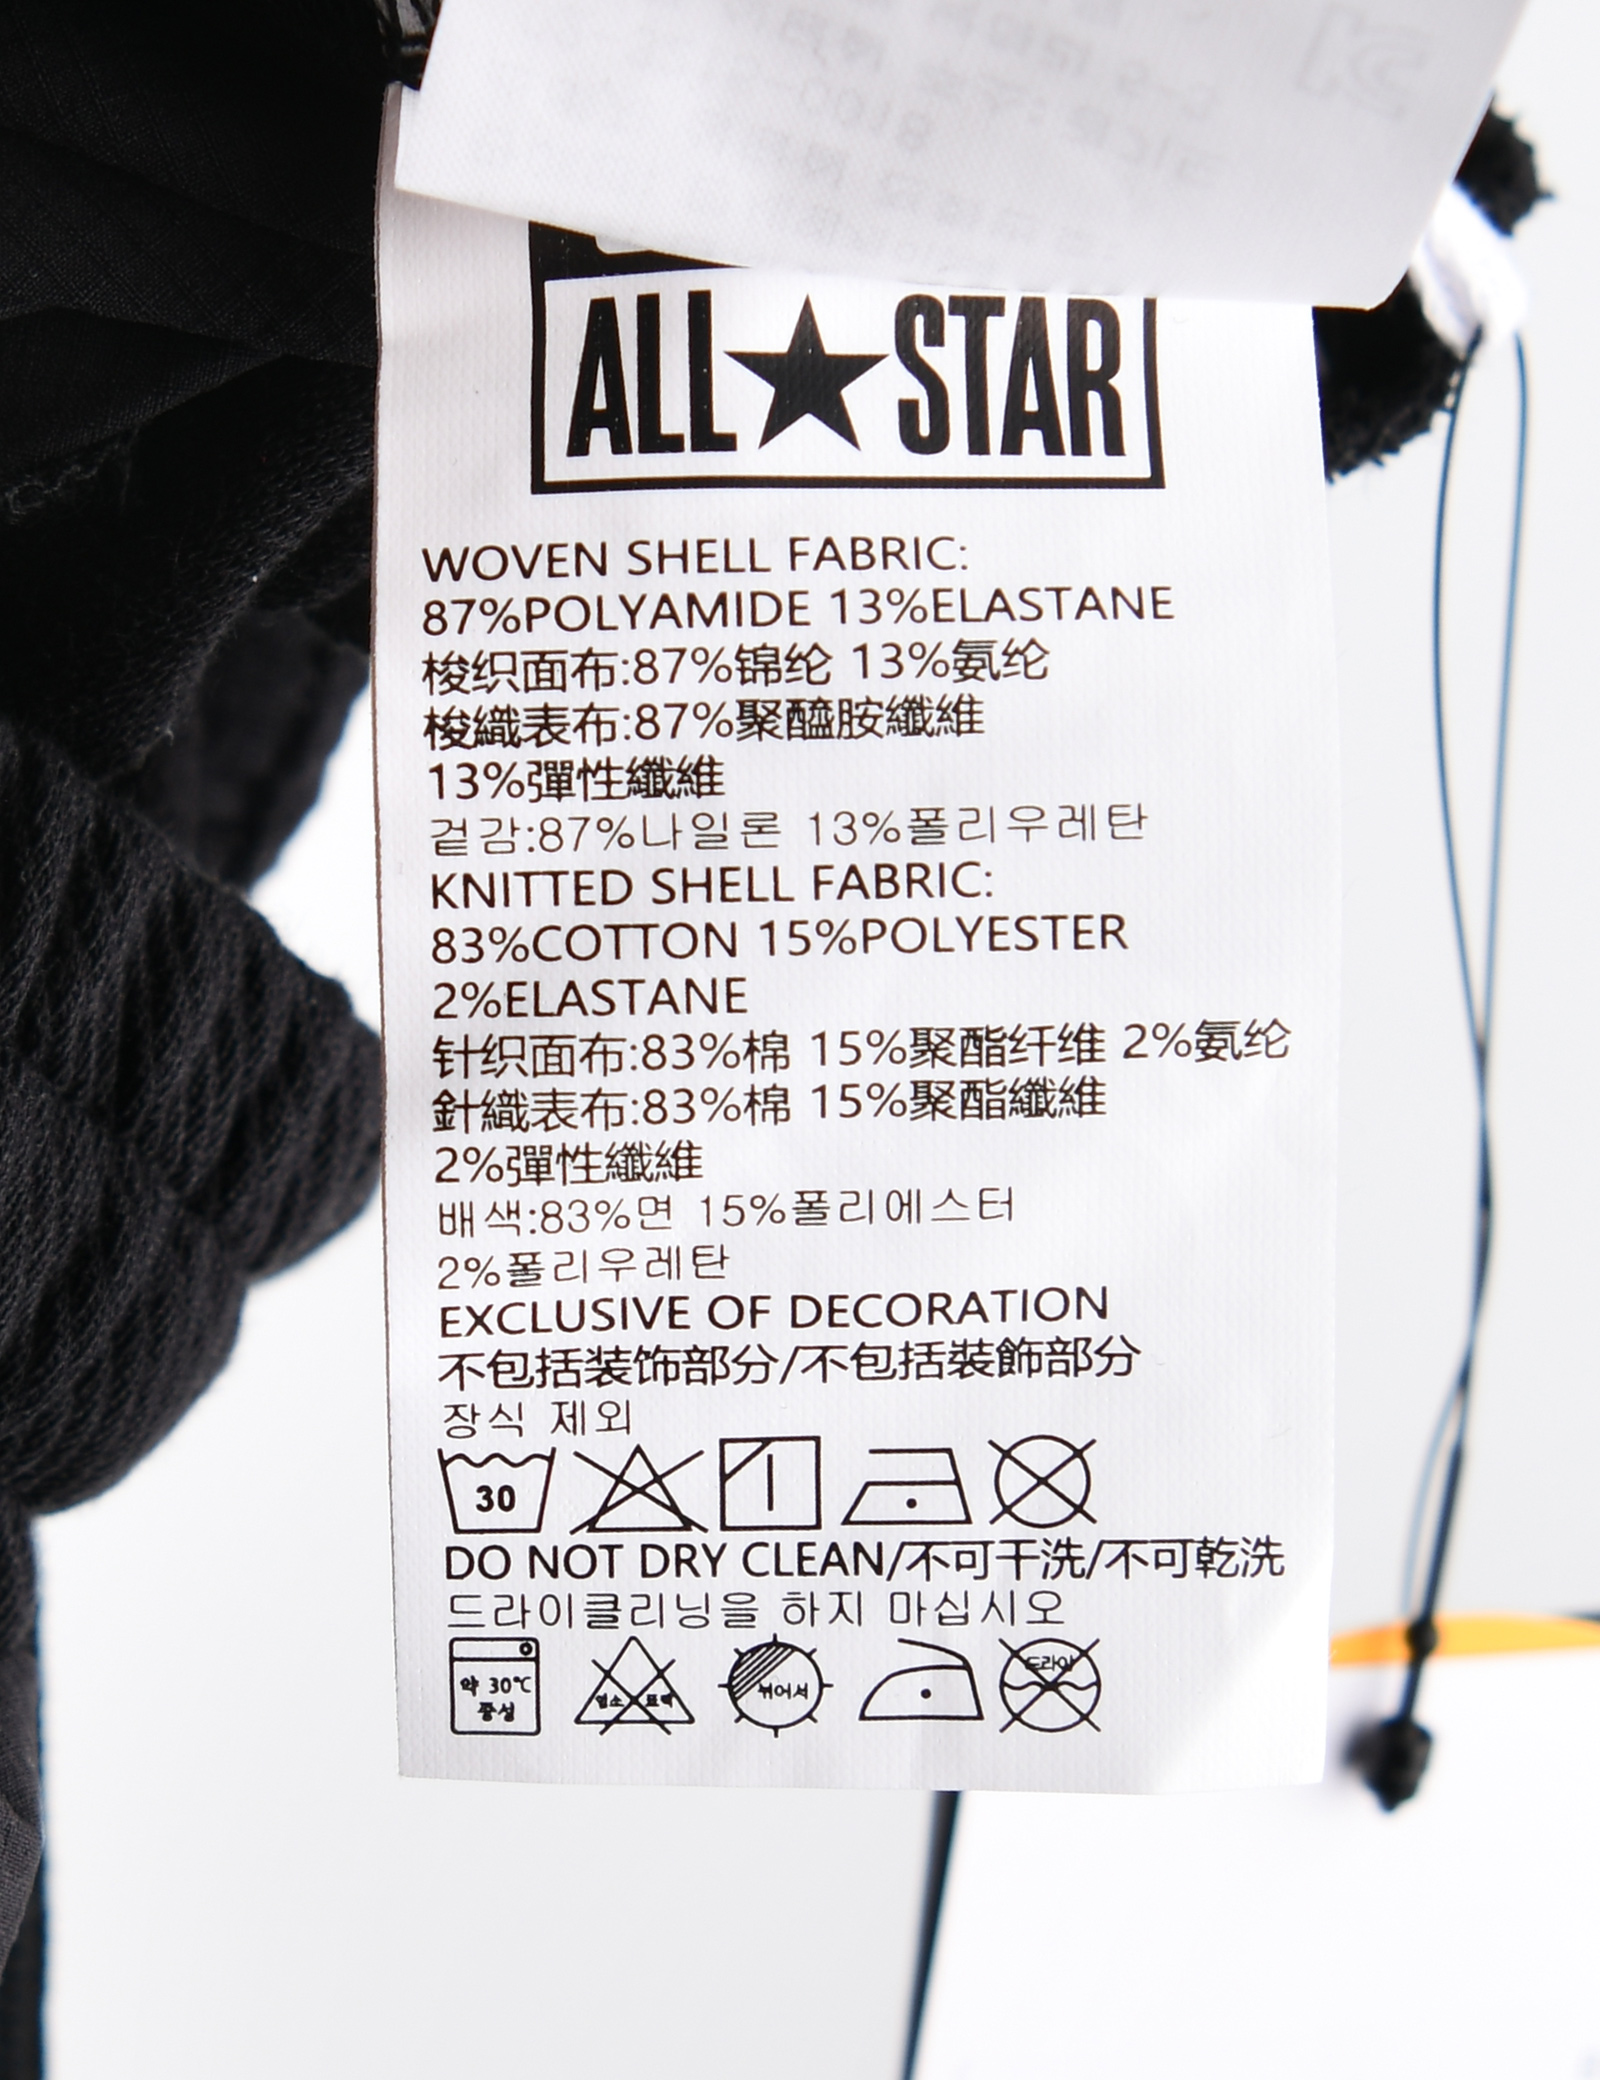 ALL★STAR
WOVEN SHELL FABRIC:
87%POLYAMIDE 13%ELASTANE
梭织面布:87%锦纶 13%氨纶
梭織表布:87%聚醯胺纖維
13%彈性纖維
겉감:87%나일론 13%폴리우레탄
KNITTED SHELL FABRIC:
83%COTTON 15%POLYESTER
2%ELASTANE
针织面布:83%棉 15%聚酯纤维 2%氨纶
針織表布:83%棉 15%聚酯纖維
2%彈性纖維
배색:83%면 15%폴리에스터
2%폴리우레탄
EXCLUSIVE OF DECORATION
不包括装饰部分/不包括裝飾部分
장식 제외
30
DO NOT DRY CLEAN/不可干洗/不可乾洗
드라이클리닝을 하지 마십시오
약 30℃
중성
염소 표백
뉘어서
드라이